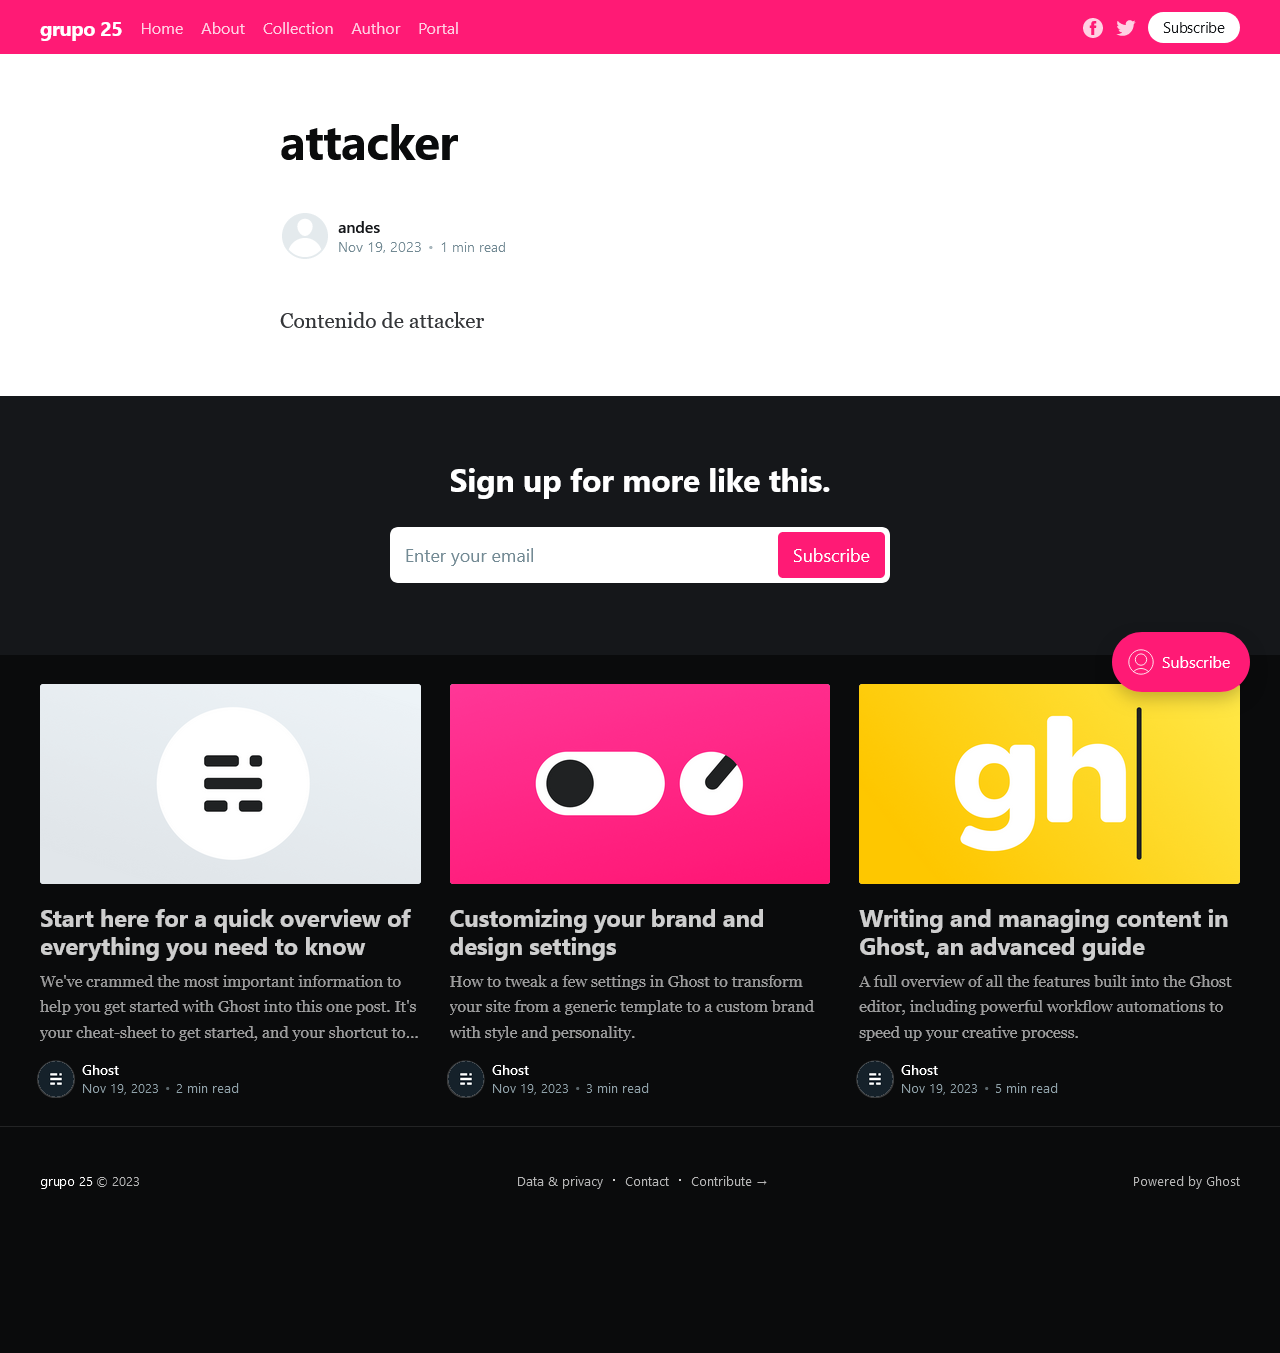 grupo 25 Home About Collection Author Portal Subscribe
attacker
andes
Nov 19, 2023 • 1 min read
Contenido de attacker
Sign up for more like this.
Enter your email Subscribe
Subscribe
gh
Start here for a quick overview of
everything you need to know
We've crammed the most important information to
help you get started with Ghost into this one post. It's
your cheat-sheet to get started, and your shortcut to...
Ghost
Nov 19, 2023 • 2 min read
Customizing your brand and
design settings
How to tweak a few settings in Ghost to transform
your site from a generic template to a custom brand
with style and personality.
Ghost
Nov 19, 2023 • 3 min read
Writing and managing content in
Ghost, an advanced guide
A full overview of all the features built into the Ghost
editor, including powerful workflow automations to
speed up your creative process.
Ghost
Nov 19, 2023 • 5 min read
grupo 25 © 2023 Data & privacy • Contact • Contribute → Powered by Ghost